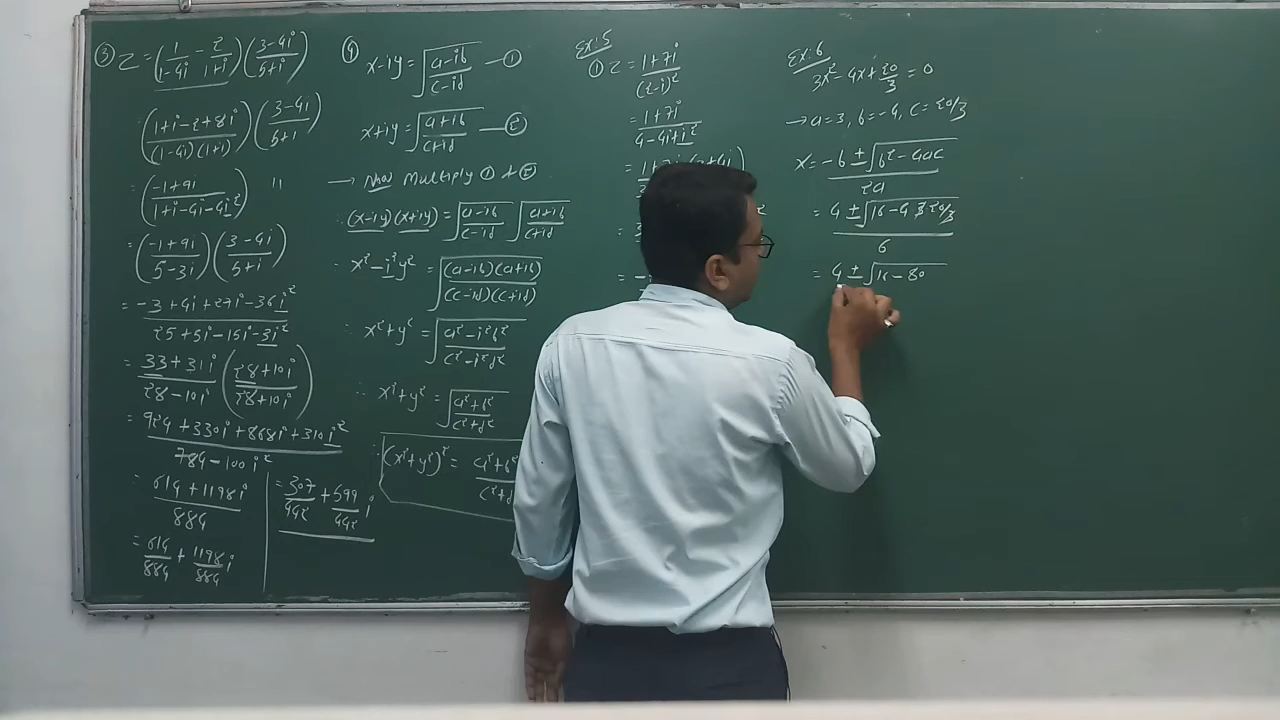 ③ Z = (1/(1-4i) - 2/(1+i)) ((3-4i)/(5+i))
= ((1+i-2+8i)/((1-4i)(1+i))) ((3-4i)/(5+i))
= ((-1+9i)/(1+i-4i-4i²)) "
= ((-1+9i)/(5-3i)) ((3-4i)/(5+i))
= (-3+4i+27i-36i²)/(25+5i-15i-3i²)
= (33+31i)/(28-10i) ((28+10i)/(28+10i))
= (924+330i+868i+310i²)/(784-100i²)
= (614+1198i)/884
= 614/884 + 1198/884 i
= 307/442 + 599/442 i
④ x-iy = √((a-ib)/(c-id)) —①
x+iy = √((a+ib)/(c+id)) —②
→ Now Multiply ① & ②
∴ (x-iy)(x+iy) = √((a-ib)/(c-id)) √((a+ib)/(c+id))
∴ x²-i²y² = √(((a-ib)(a+ib))/((c-id)(c+id)))
∴ x²+y² = √((a²-i²b²)/(c²-i²d²))
∴ x²+y² = √((a²+b²)/(c²+d²))
∴ (x²+y²)² = (a²+b²)/(c²+d
Ex:5
① Z = (1+7i)/(2-i)²
= (1+7i)/(4-4i+i²)
Ex:6
3x² - 4x + 20/3 = 0
→ a=3, b=-4, c=20/3
x = (-b ± √(b²-4ac))/2a
= (4 ± √(16-4 3 20/3))/6
= 4 ± √(16-80)